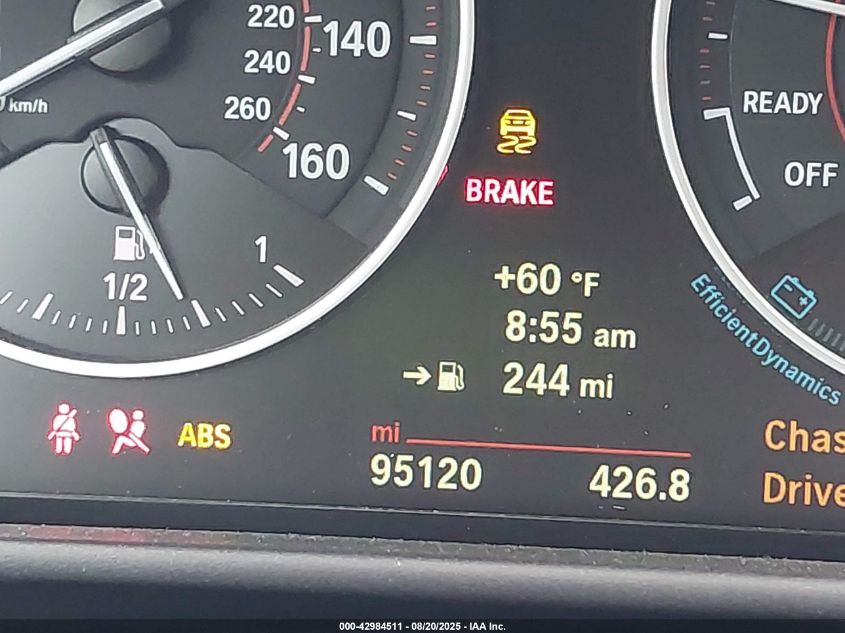 220
140
240
km/h
260
160
READY
OFF
BRAKE
1
1/2
+60 °F
8:55 am
244 mi
EfficientDynamics
ABS
mi
95120 426.8
Chas
Drive
000-42984511 - 08/20/2025 - IAA Inc.